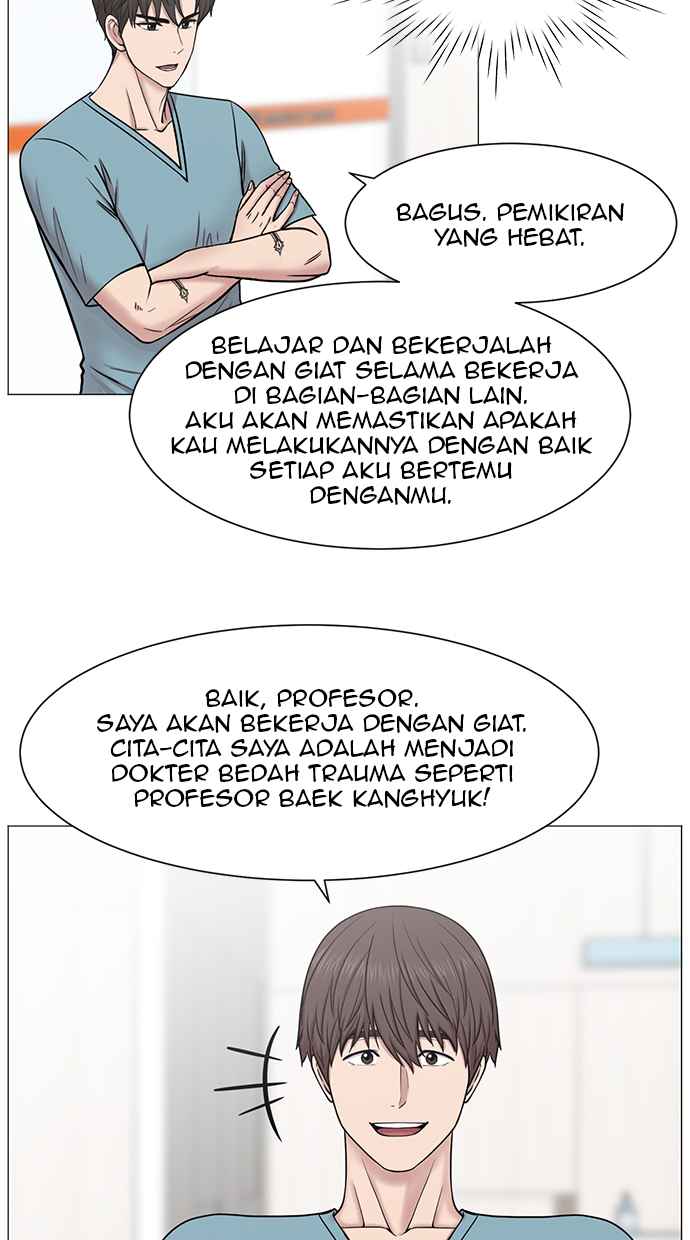 BAGUS. PEMIKIRAN
YANG HEBAT.
BELAJAR DAN BEKERJALAH
DENGAN GIAT SELAMA BEKERJA
DI BAGIAN-BAGIAN LAIN.
AKU AKAN MEMASTIKAN APAKAH
KAU MELAKUKANNYA DENGAN BAIK
SETIAP AKU BERTEMU
DENGANMU.
BAIK, PROFESOR.
SAYA AKAN BEKERJA DENGAN GIAT.
CITA-CITA SAYA ADALAH MENJADI
DOKTER BEDAH TRAUMA SEPERTI
PROFESOR BAEK KANGHYUK!